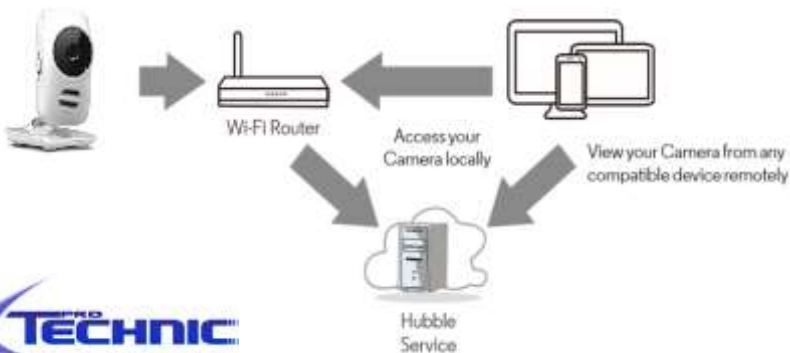 Wi-Fi Router
Access your
Camera locally
View your Camera from any
compatible device remotely
Hubble
Service
PRO
TECHNIC